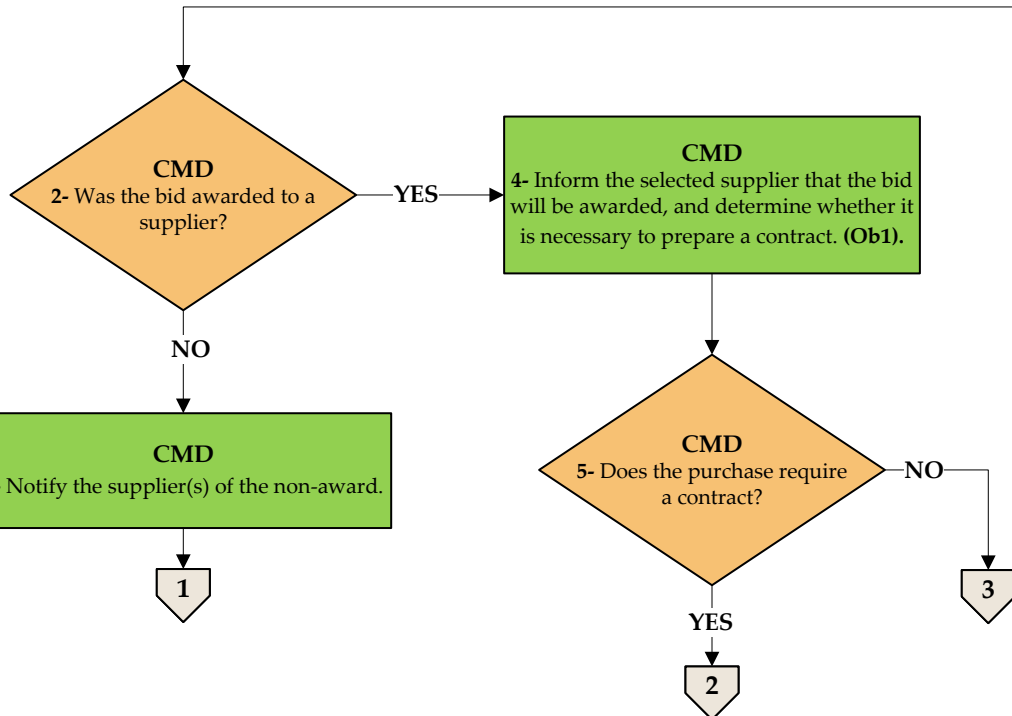 CMD
2- Was the bid awarded to a
supplier?
YES
CMD
4- Inform the selected supplier that the bid
will be awarded, and determine whether it
is necessary to prepare a contract. (Ob1).
NO
CMD
Notify the supplier(s) of the non-award.
1
CMD
5- Does the purchase require
a contract?
NO
3
YES
2